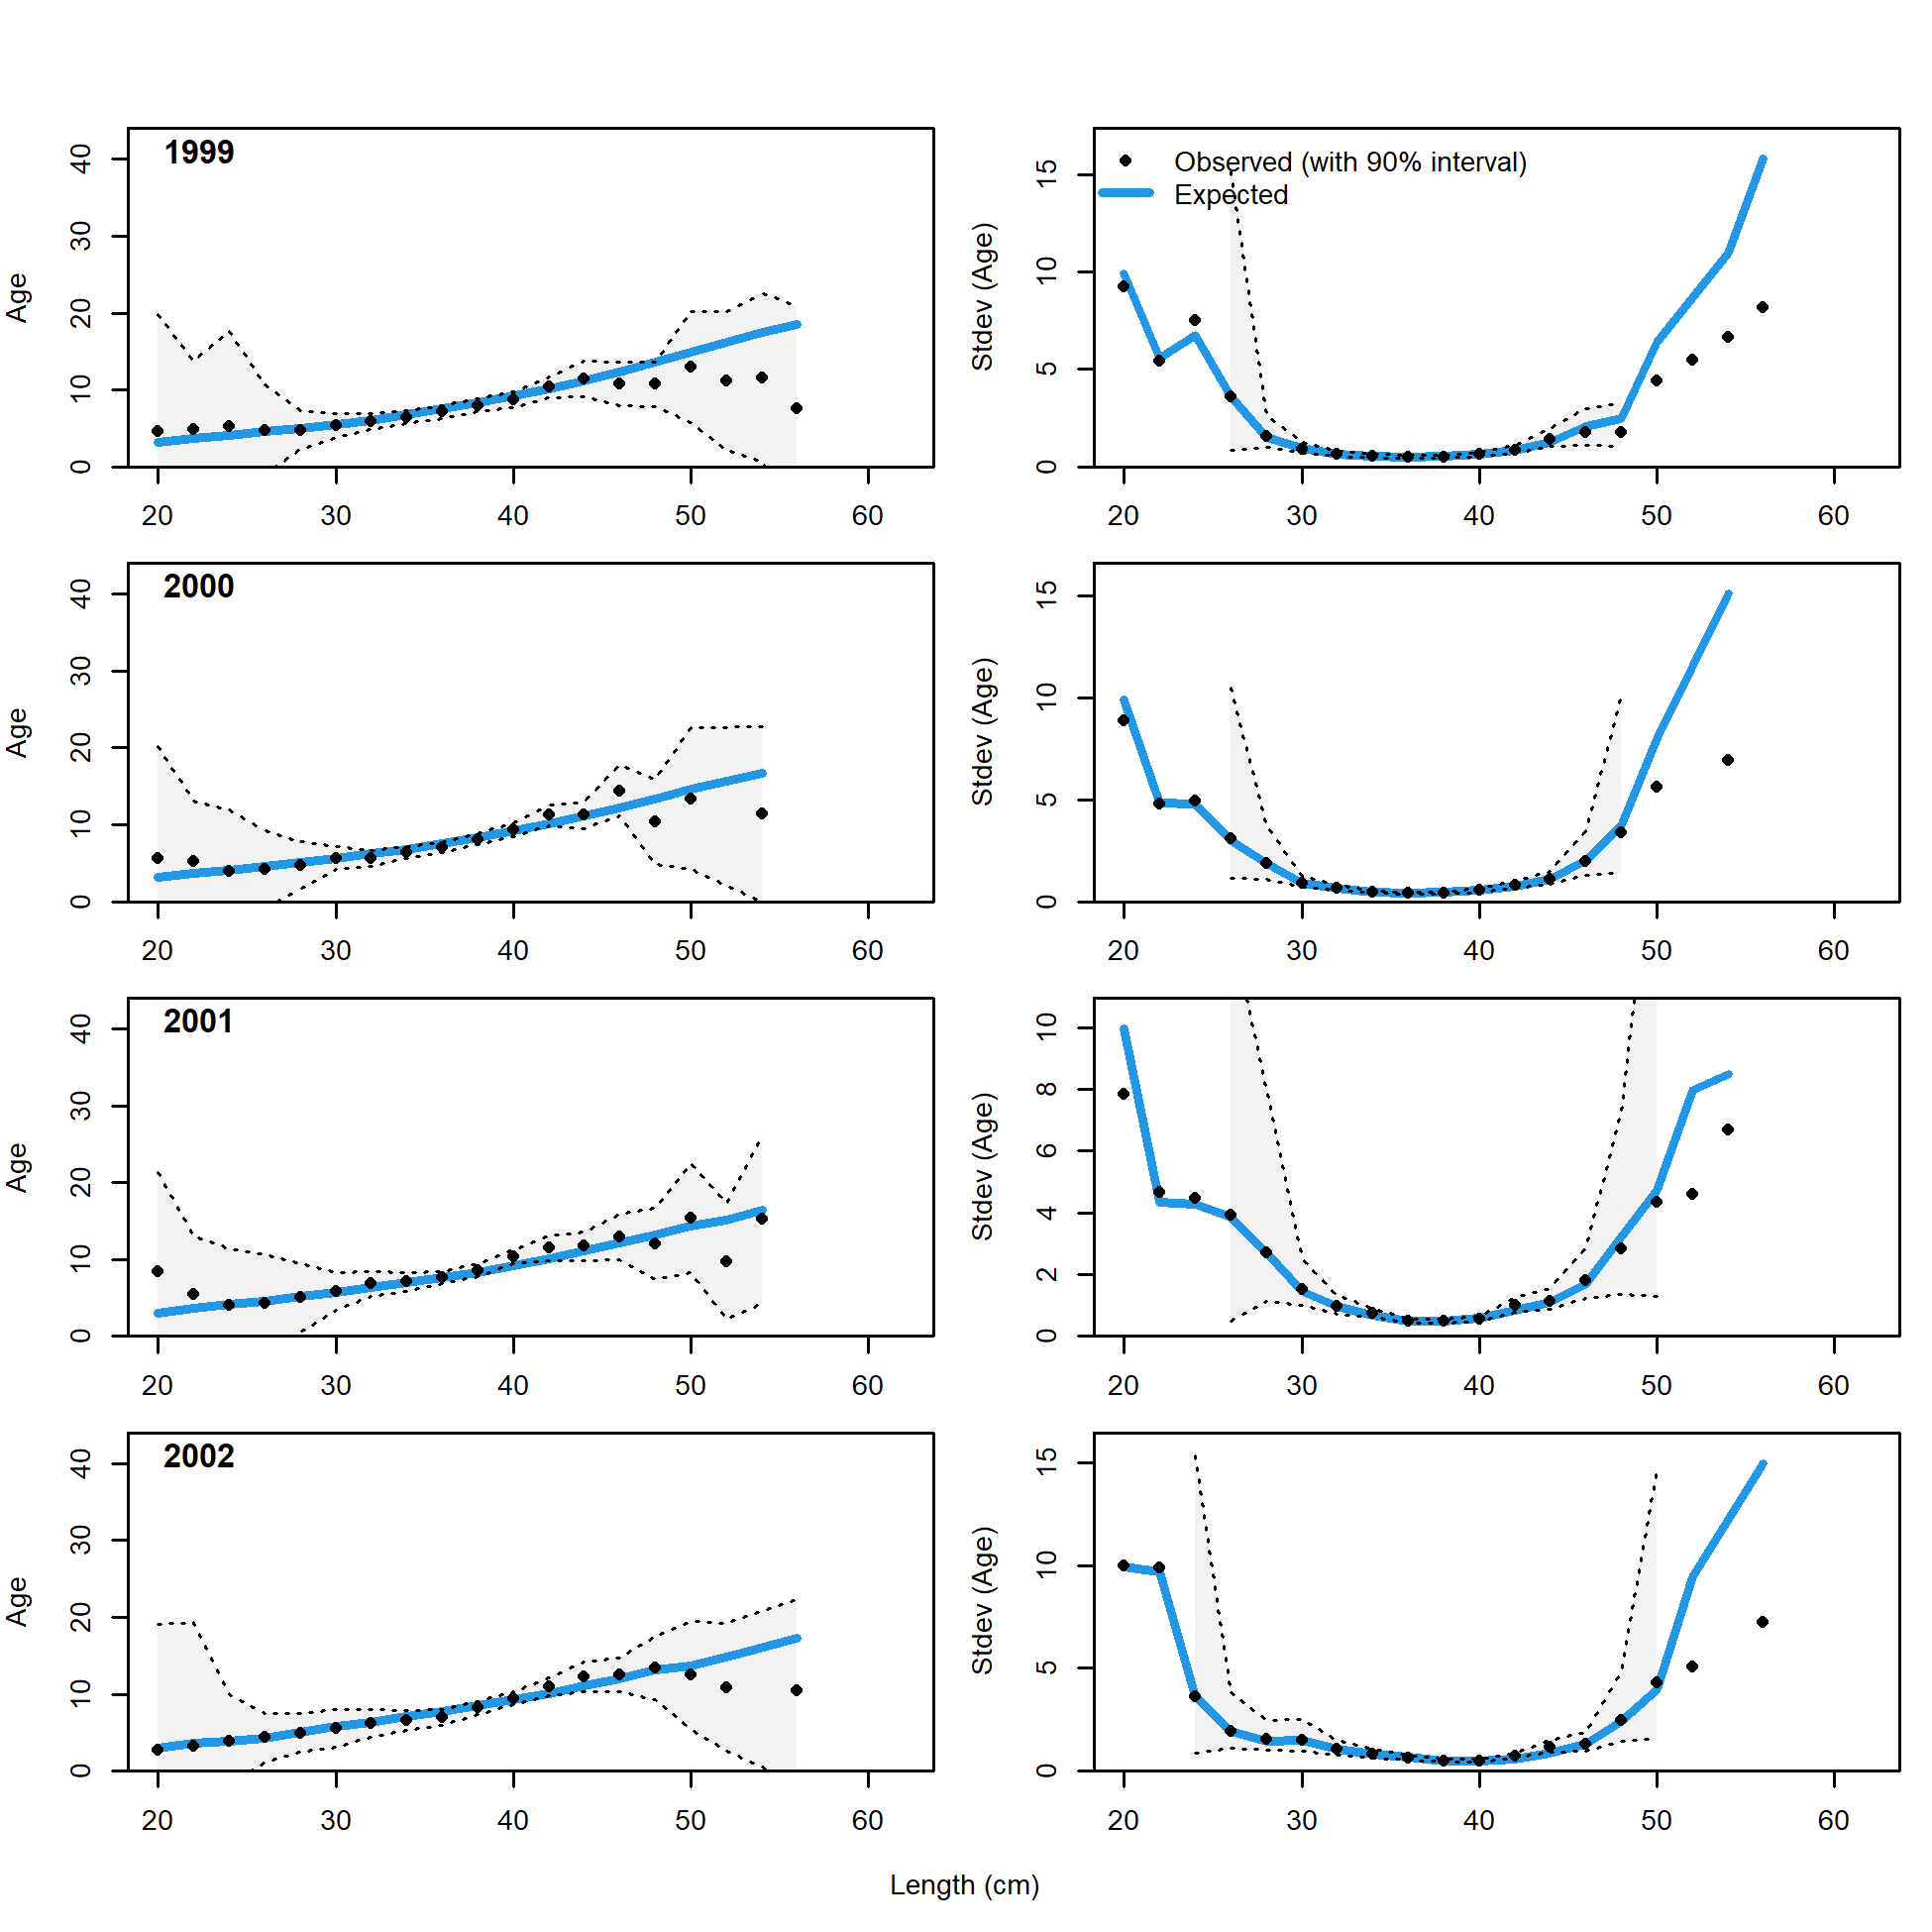 1999
Age
0 10 20 30 40
20 30 40 50 60
Observed (with 90% interval)
Expected
Stdev (Age)
0 5 10 15
20 30 40 50 60
2000
Age
0 10 20 30 40
20 30 40 50 60
Stdev (Age)
0 5 10 15
20 30 40 50 60
2001
Age
0 10 20 30 40
20 30 40 50 60
Stdev (Age)
0 2 4 6 8 10
20 30 40 50 60
2002
Age
0 10 20 30 40
20 30 40 50 60
Stdev (Age)
0 5 10 15
20 30 40 50 60
Length (cm)